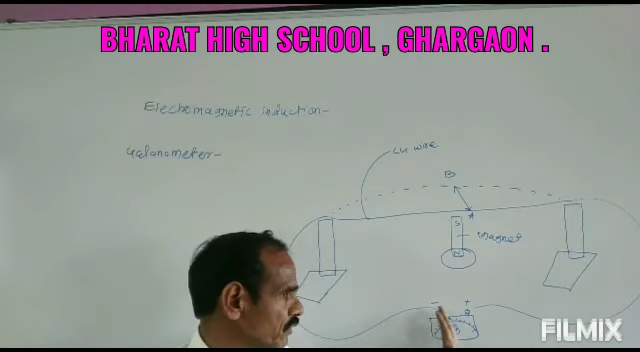 BHARAT HIGH SCHOOL , GHARGAON .
Electromagnetic induction-
galanometer-
cu wire
B
A
S
magnet
N
- +
FILMIX